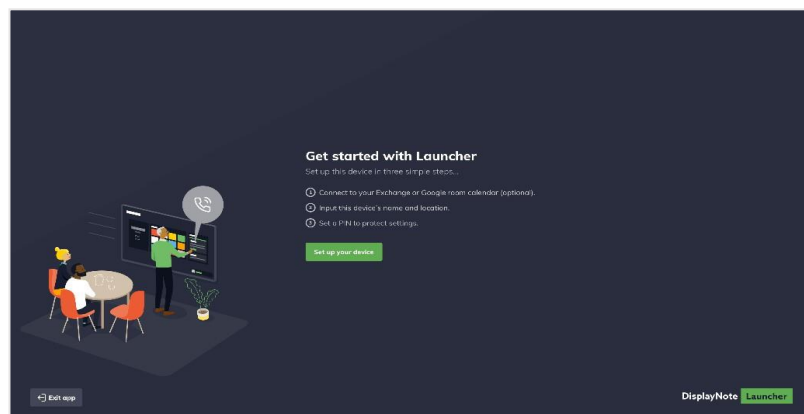 Get started with Launcher
Set up this device in three simple steps...
1 Connect to your Exchange or Google room calendar (optional).
2 Input this device's name and location.
3 Set a PIN to protect settings.
Set up your device
Exit app
DisplayNote Launcher